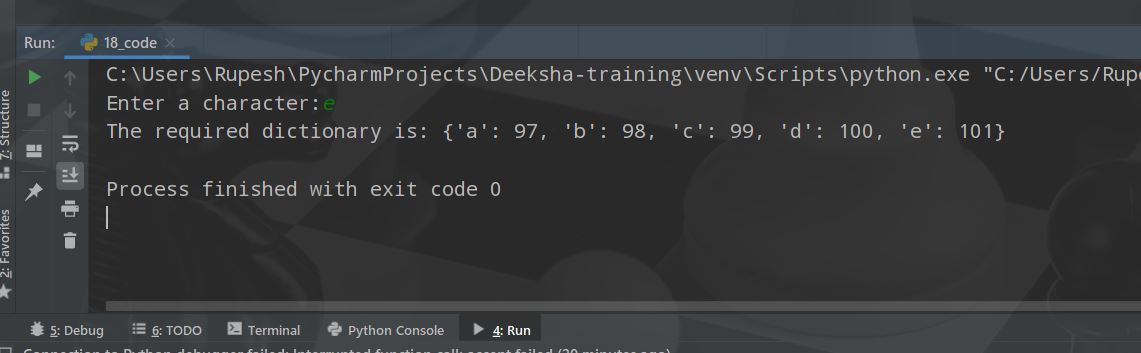 Run: 18_code
C:\Users\Rupesh\PycharmProjects\Deeksha-training\venv\Scripts\python.exe "C:/Users/Rupe
Enter a character:e
The required dictionary is: {'a': 97, 'b': 98, 'c': 99, 'd': 100, 'e': 101}
Process finished with exit code 0
7: Structure
2: Favorites
5: Debug 6: TODO Terminal Python Console 4: Run
Connection to Python debugger failed: Interrupted function call: accept failed (20 minutes ago)